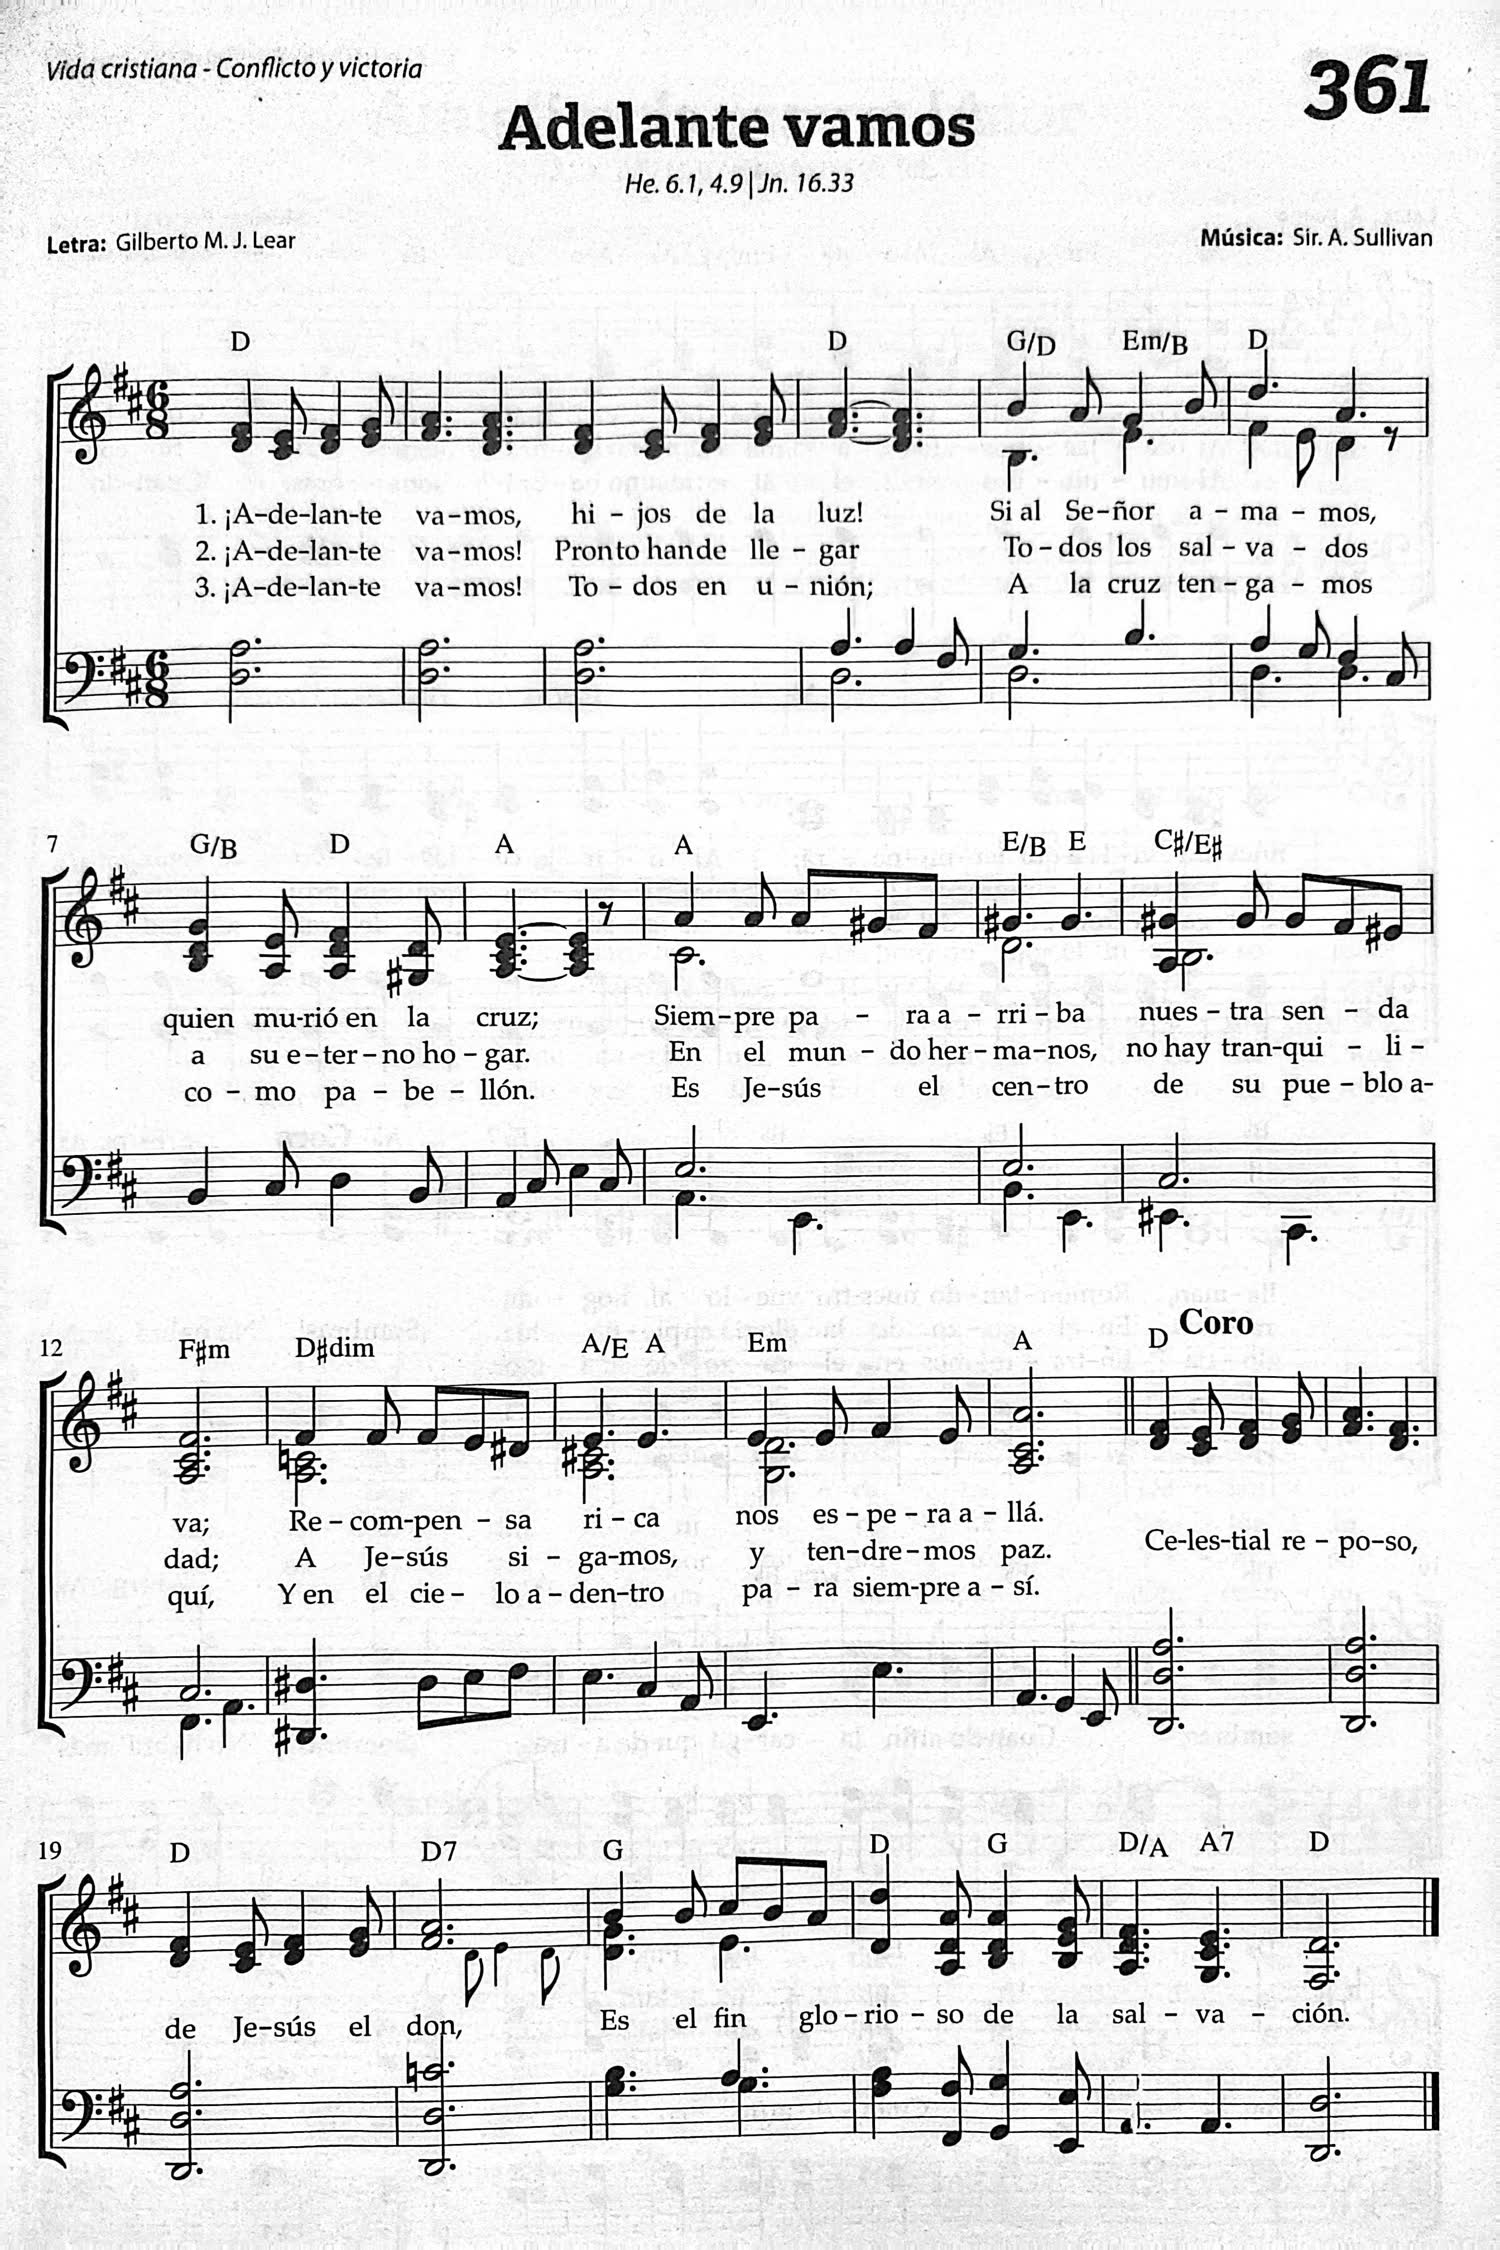 Vida cristiana - Conflicto y victoria
361
Adelante vamos
He. 6.1, 4.9 | Jn. 16.33
Letra: Gilberto M. J. Lear
Música: Sir. A. Sullivan
D D G/D Em/B D
6 8
1. ¡A-de-lan-te va-mos, hi - jos de la luz! Si al Se-ñor a - ma - mos,
2. ¡A-de-lan-te va-mos! Pronto han de lle - gar To - dos los sal - va - dos
3. ¡A-de-lan-te va-mos! To - dos en u - nión; A la cruz ten - ga - mos
6 8
7
G/B D A A E/B E C#/E#
quien mu-rió en la cruz; Siem-pre pa - ra a - rri - ba nues - tra sen - da
a su e - ter - no ho - gar. En el mun - do her - ma-nos, no hay tran-qui - li -
co - mo pa - be - llón. Es Je-sús el cen-tro de su pue - blo a-
12
F#m D#dim A/E A Em A D Coro
va; Re - com-pen - sa ri - ca nos es - pe - ra a - llá.
dad; A Je-sús si - ga-mos, y ten-dre-mos paz. Ce-les-tial re - po-so,
quí, Y en el cie - lo a - den-tro pa - ra siem-pre a - sí.
19
D D7 G D G D/A A7 D
de Je-sús el don, Es el fin glo - rio - so de la sal - va - ción.